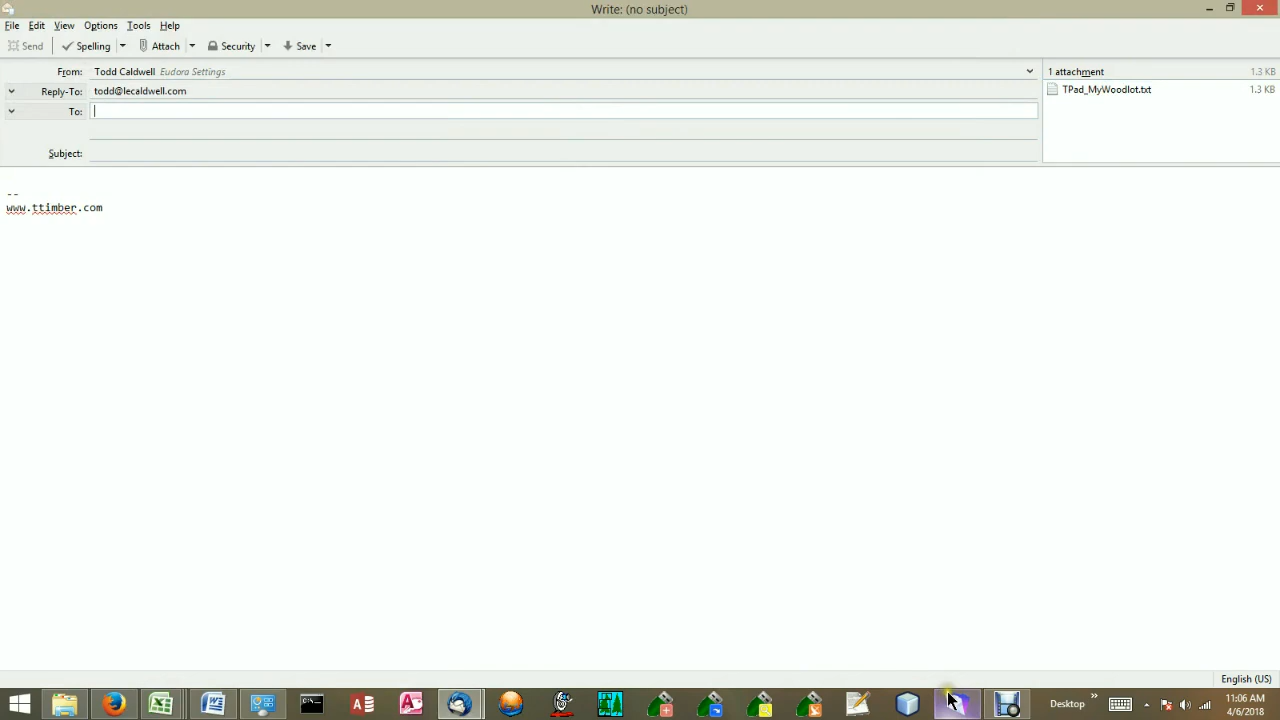 Write: (no subject)
File Edit View Options Tools Help
Send Spelling Attach Security Save
From: Todd Caldwell Eudora Settings
1 attachment 1.3 KB
Reply-To: todd@lecaldwell.com
TPad_MyWoodlot.txt 1.3 KB
To:
Subject:
--
www.ttimber.com
English (US)
Desktop
11:06 AM
4/6/2018